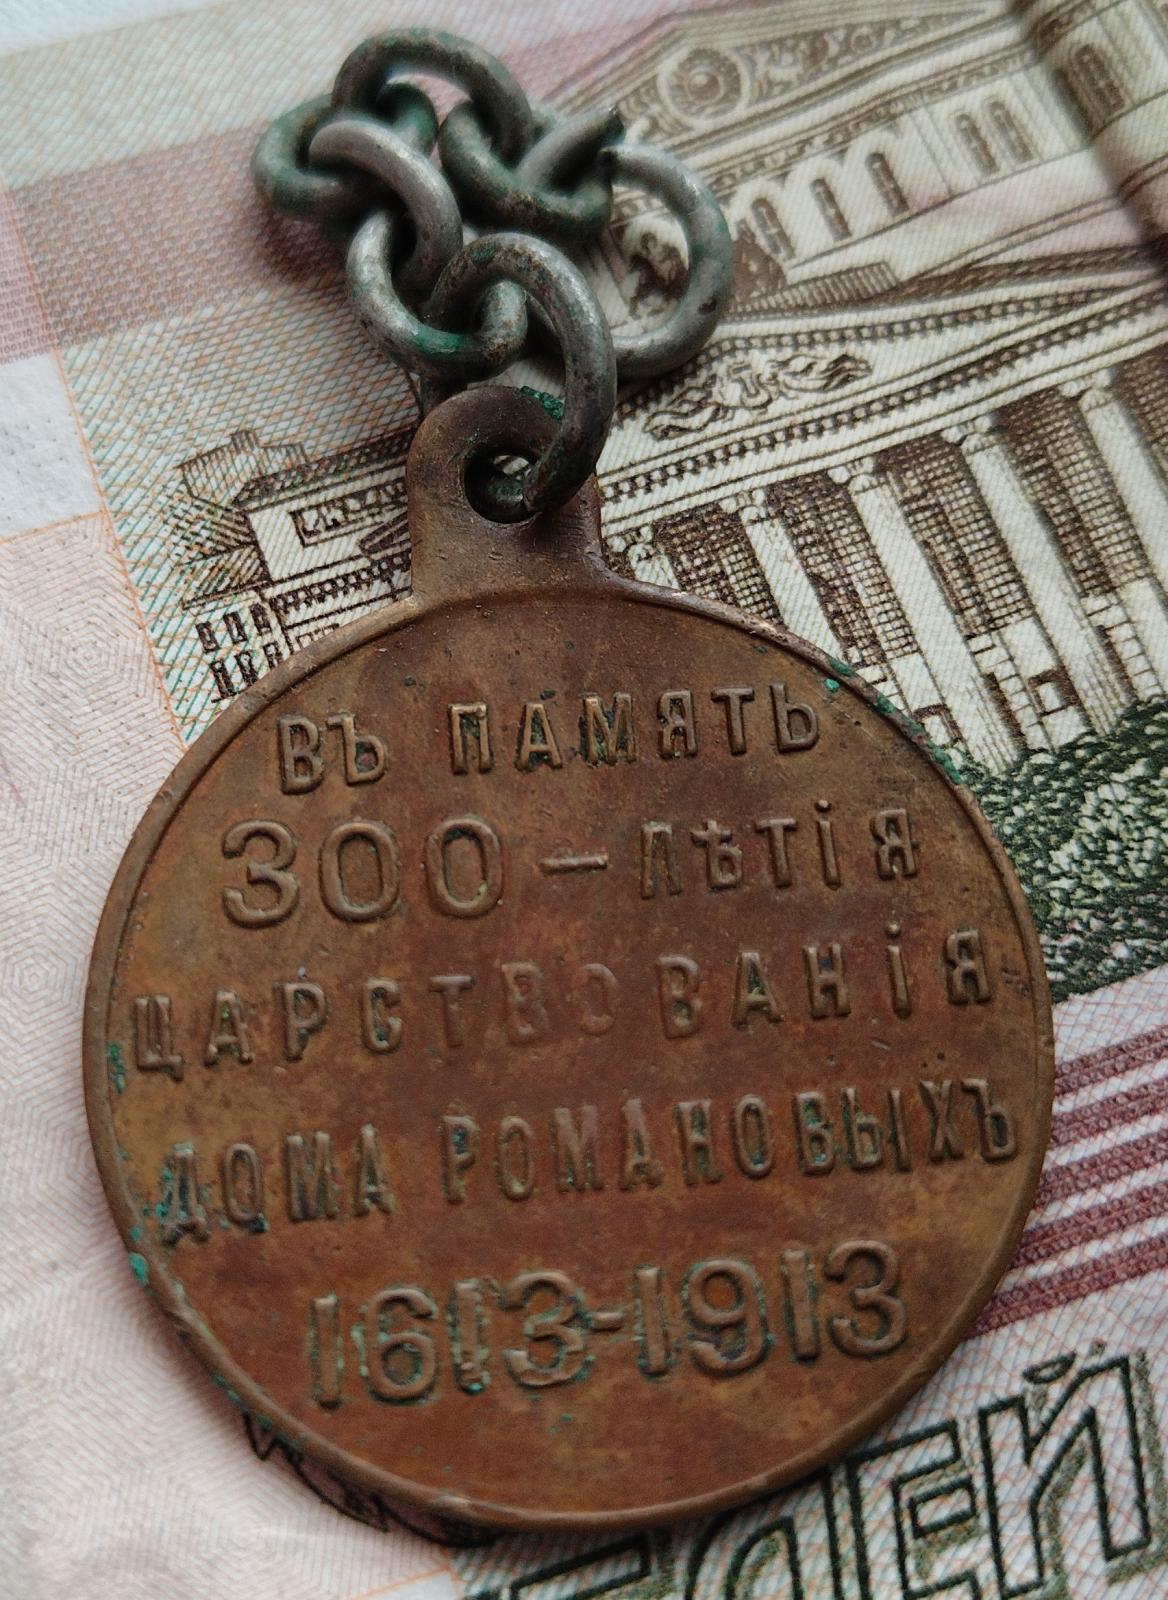 ВЪ ПАМЯТЬ
300 – ЛѢТІЯ
ЦАРСТВОВАНІЯ
ДОМА РОМАНОВЫХЪ
1613-1913